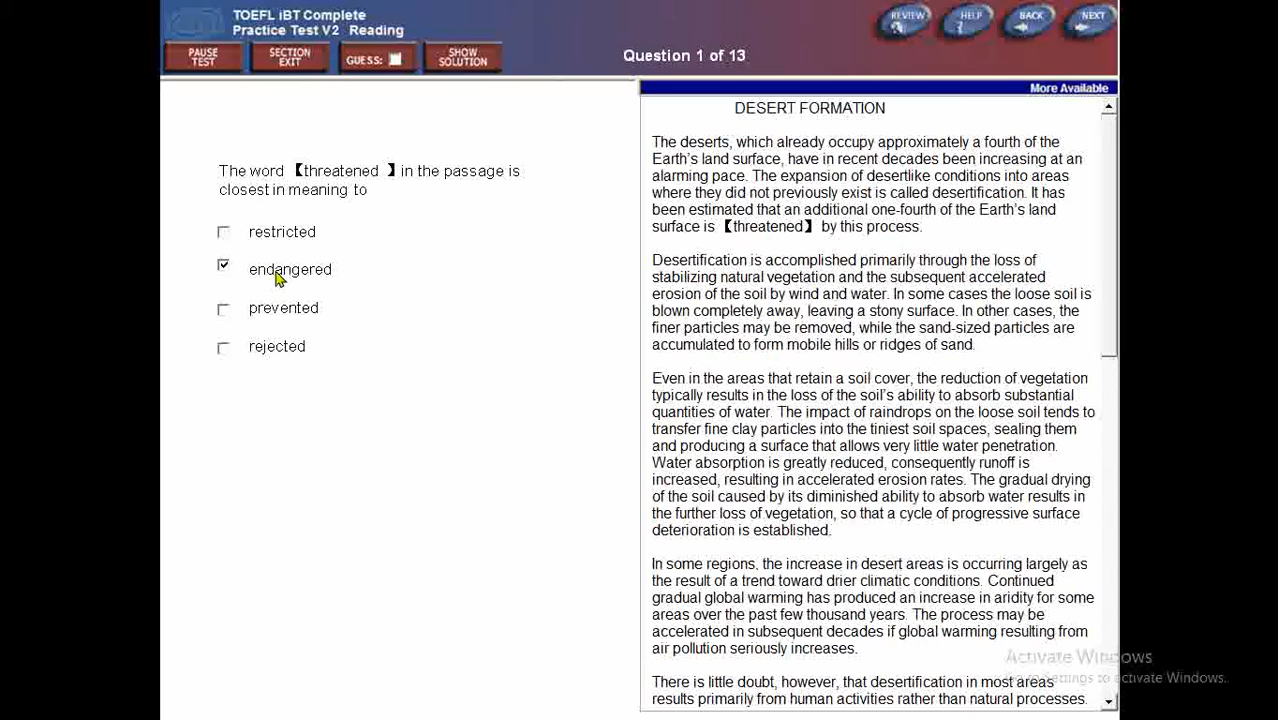 TOEFL iBT Complete
Practice Test V2 Reading
REVIEW
HELP
BACK
NEXT
PAUSE
TEST
SECTION
EXIT
GUESS:
SHOW
SOLUTION
Question 1 of 13
More Available
The word 【threatened 】in the passage is
closest in meaning to
restricted
endangered
prevented
rejected
DESERT FORMATION
The deserts, which already occupy approximately a fourth of the
Earth's land surface, have in recent decades been increasing at an
alarming pace. The expansion of desertlike conditions into areas
where they did not previously exist is called desertification. It has
been estimated that an additional one-fourth of the Earth's land
surface is 【threatened】 by this process.
Desertification is accomplished primarily through the loss of
stabilizing natural vegetation and the subsequent accelerated
erosion of the soil by wind and water. In some cases the loose soil is
blown completely away, leaving a stony surface. In other cases, the
finer particles may be removed, while the sand-sized particles are
accumulated to form mobile hills or ridges of sand.
Even in the areas that retain a soil cover, the reduction of vegetation
typically results in the loss of the soil's ability to absorb substantial
quantities of water. The impact of raindrops on the loose soil tends to
transfer fine clay particles into the tiniest soil spaces, sealing them
and producing a surface that allows very little water penetration.
Water absorption is greatly reduced, consequently runoff is
increased, resulting in accelerated erosion rates. The gradual drying
of the soil caused by its diminished ability to absorb water results in
the further loss of vegetation, so that a cycle of progressive surface
deterioration is established.
In some regions, the increase in desert areas is occurring largely as
the result of a trend toward drier climatic conditions. Continued
gradual global warming has produced an increase in aridity for some
areas over the past few thousand years. The process may be
accelerated in subsequent decades if global warming resulting from
air pollution seriously increases.
There is little doubt, however, that desertification in most areas
results primarily from human activities rather than natural processes.
Activate Windows
Go to Settings to activate Windows.